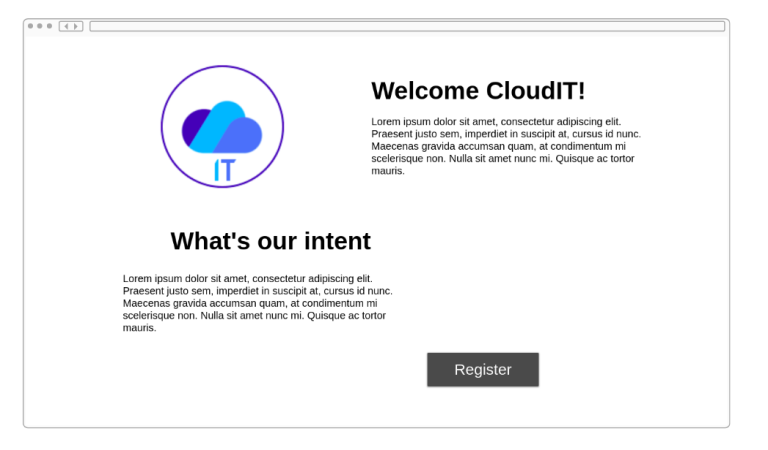 IT
Welcome CloudIT!
Lorem ipsum dolor sit amet, consectetur adipiscing elit.
Praesent justo sem, imperdiet in suscipit at, cursus id nunc.
Maecenas gravida accumsan quam, at condimentum mi
scelerisque non. Nulla sit amet nunc mi. Quisque ac tortor
mauris.
What's our intent
Lorem ipsum dolor sit amet, consectetur adipiscing elit.
Praesent justo sem, imperdiet in suscipit at, cursus id nunc.
Maecenas gravida accumsan quam, at condimentum mi
scelerisque non. Nulla sit amet nunc mi. Quisque ac tortor
mauris.
Register